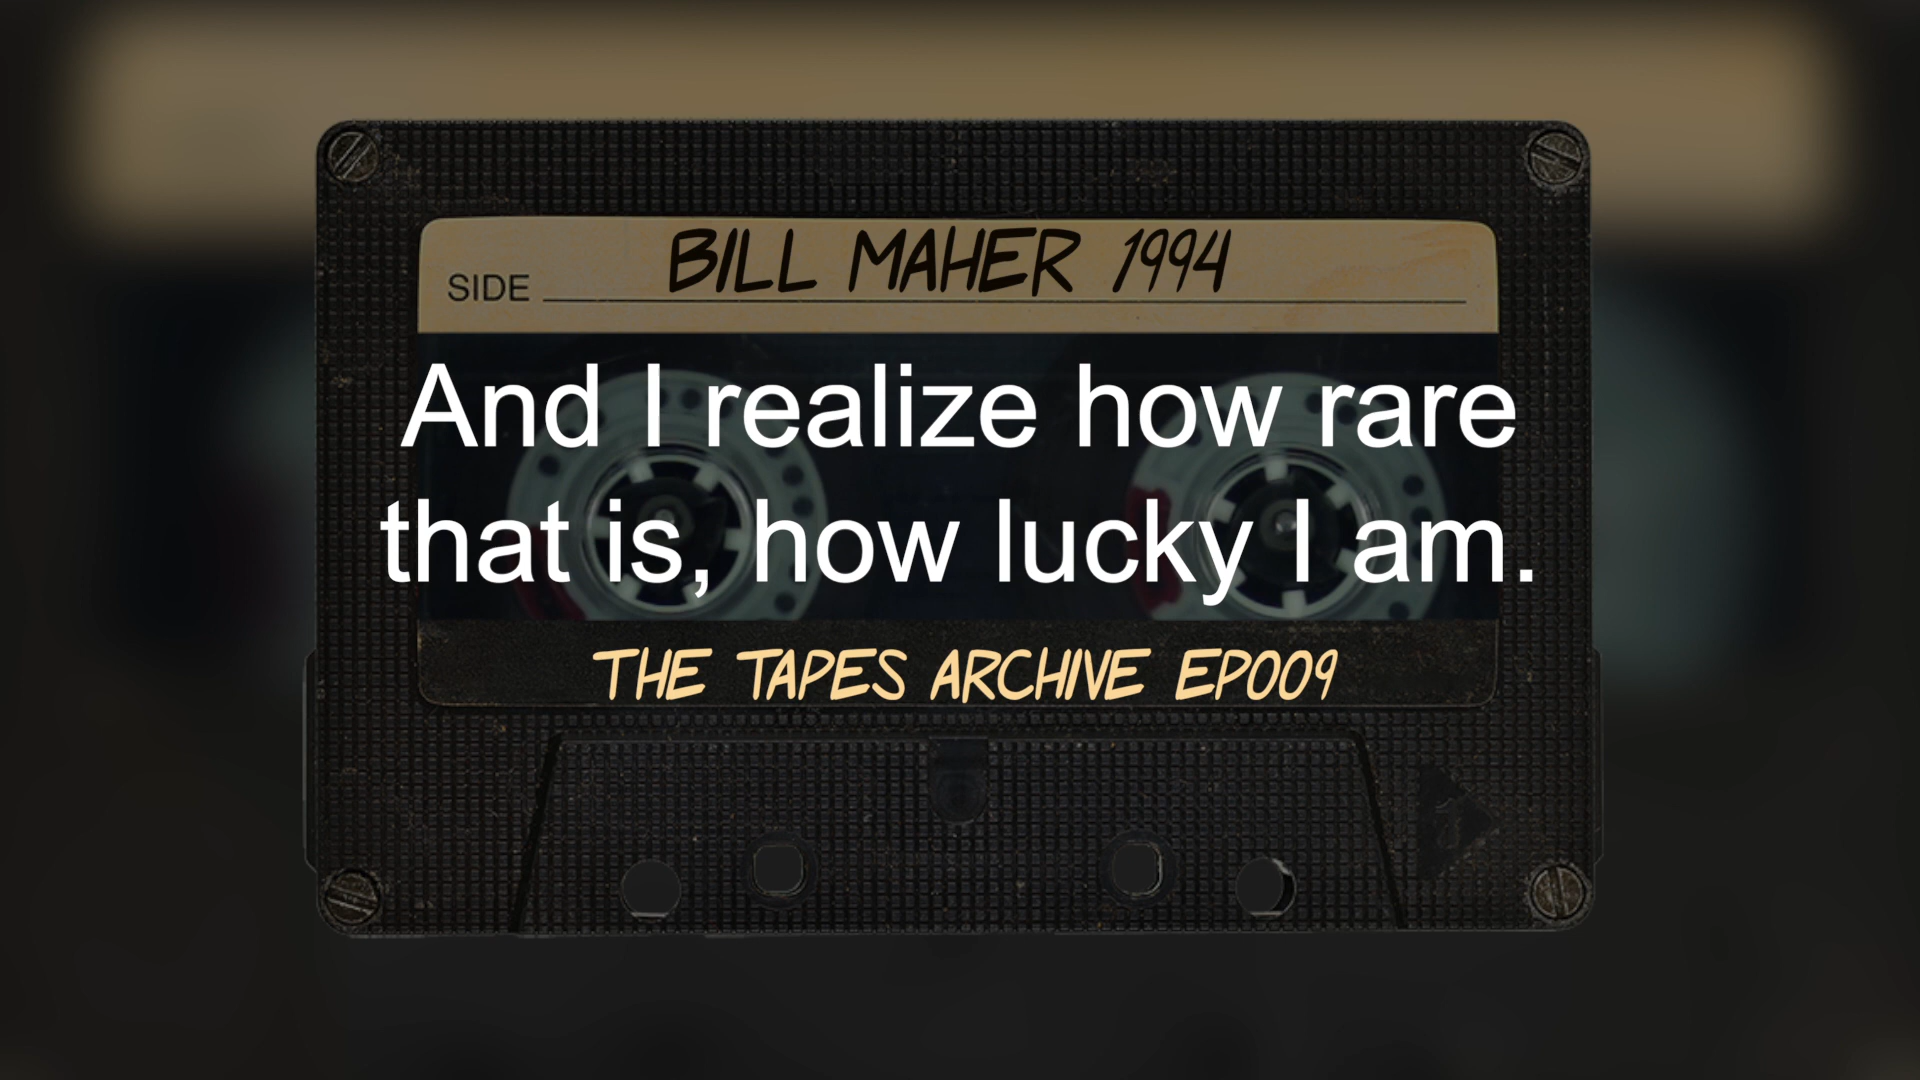 BILL MAHER 1994
SIDE
And I realize how rare
that is, how lucky I am.
THE TAPES ARCHIVE EP009